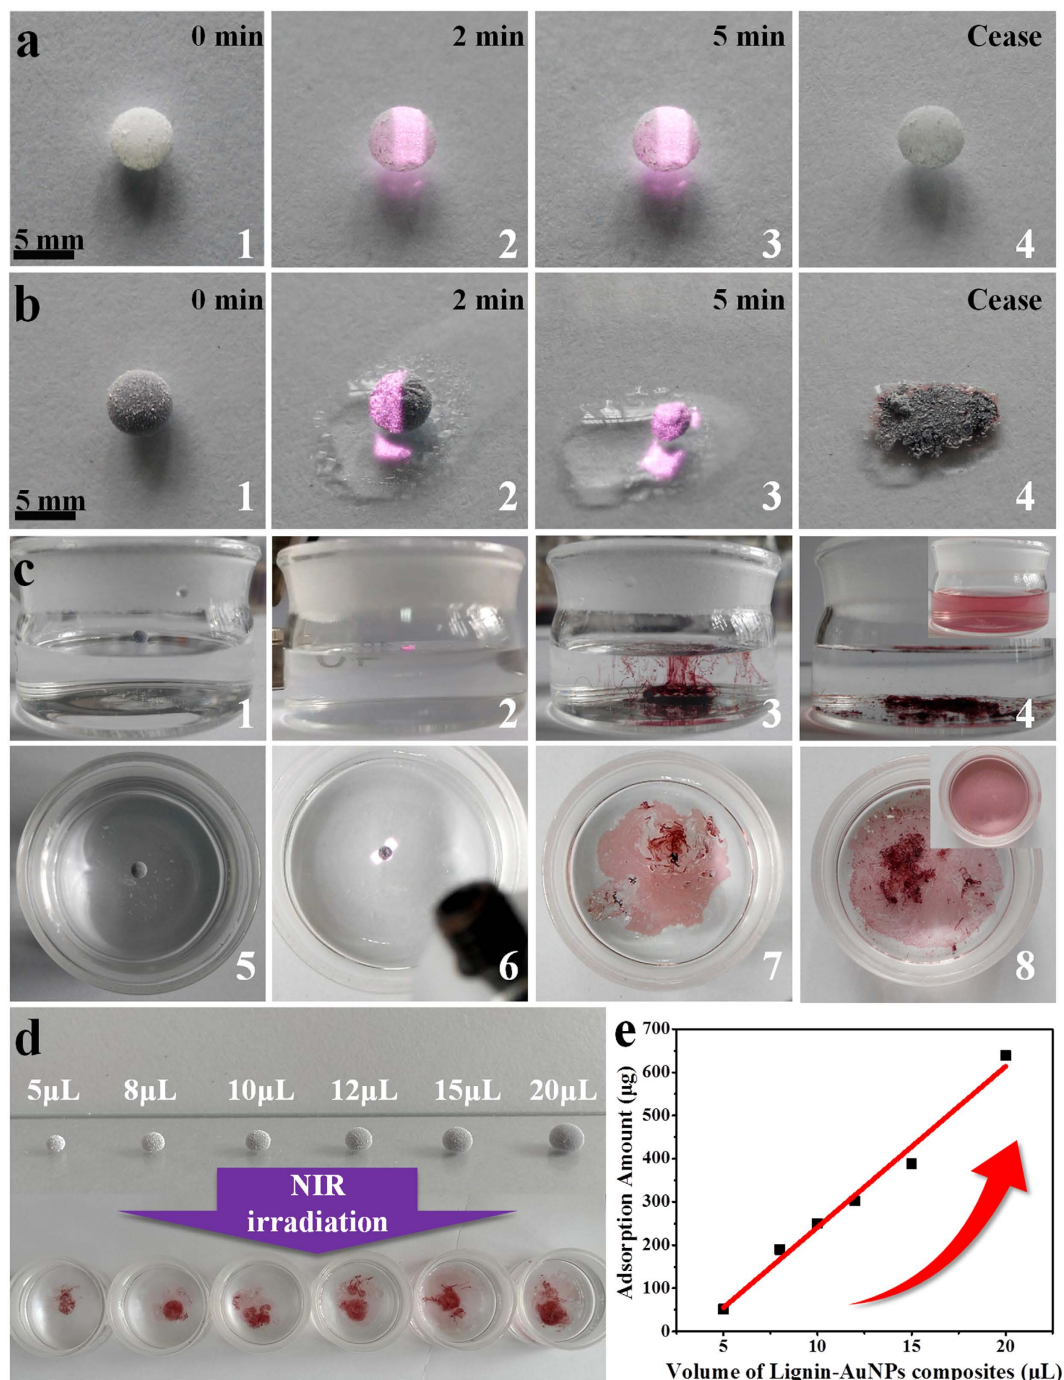 a
0 min
2 min
5 min
Cease
5 mm
1
2
3
4
b
0 min
2 min
5 min
Cease
5 mm
1
2
3
4
c
1
2
3
4
5
6
7
8
d
5μL
8μL
10μL
12μL
15μL
20μL
NIR
irradiation
e
Adsorption Amount (μg)
700
600
500
400
300
200
100
0
5
10
15
20
Volume of Lignin-AuNPs composites (μL)